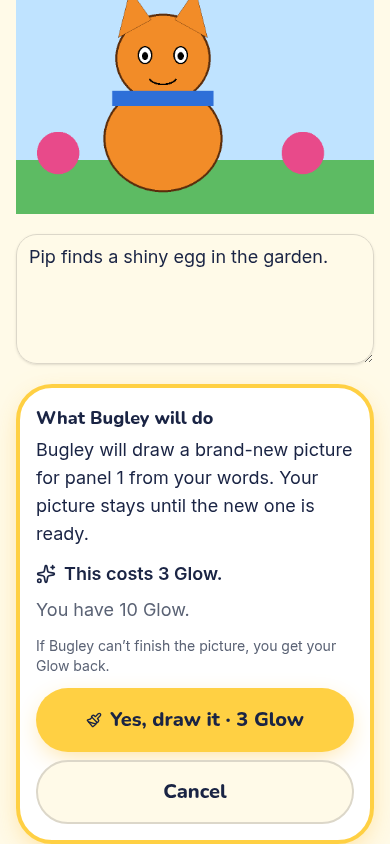 Pip finds a shiny egg in the garden.
What Bugley will do
Bugley will draw a brand-new picture
for panel 1 from your words. Your
picture stays until the new one is
ready.
This costs 3 Glow.
You have 10 Glow.
If Bugley can’t finish the picture, you get your
Glow back.
Yes, draw it · 3 Glow
Cancel